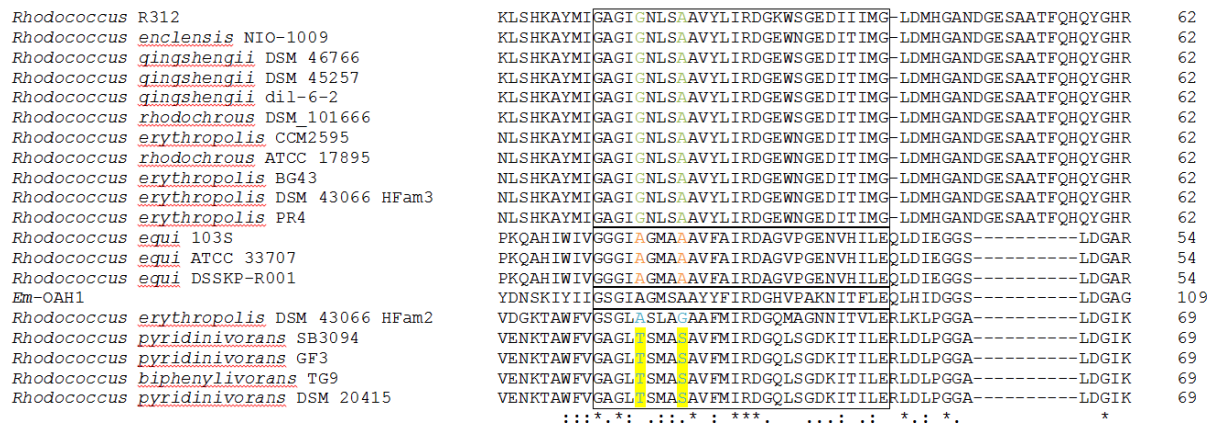 Rhodococcus R312 KLSHKAYMIGAGIGNLSAAVYLIRDGKWSGEDIIIMG-LDMHGANDGESAATFQHQYGHR 62
Rhodococcus enclensis NIO-1009 KLSHKAYMIGAGIGNLSAAVYLIRDGEWNGEDITIMG-LDMHGANDGESAATFQHQYGHR 62
Rhodococcus qingshengii DSM 46766 KLSHKAYMIGAGIGNLSAAVYLIRDGEWSGEDITIMG-LDMHGANDGESAATFQHQYGHR 62
Rhodococcus qingshengii DSM 45257 KLSHKAYMIGAGIGNLSAAVYLIRDGEWSGEDITIMG-LDMHGANDGESAATFQHQYGHR 62
Rhodococcus qingshengii dil-6-2 KLSHKAYMIGAGIGNLSAAVYLIRDGEWSGEDITIMG-LDMHGANDGESAATFQHQYGHR 62
Rhodococcus rhodochrous DSM_101666 KLSHKAYMIGAGIGNLSAAVYLIRDGEWSGEDITIMG-LDMHGANDGESAATFQHQYGHR 62
Rhodococcus erythropolis CCM2595 NLSHKAYMIGAGIGNLSAAVYLIRDGEWNGEDITIMG-LDMHGANDGESAATFQHQYGHR 62
Rhodococcus rhodochrous ATCC 17895 NLSHKAYMIGAGIGNLSAAVYLIRDGEWNGEDITIMG-LDMHGANDGESAATFQHQYGHR 62
Rhodococcus erythropolis BG43 NLSHKAYMIGAGIGNLSAAVYLIRDGEWNGEDITIMG-LDMHGANDGESAATFQHQYGHR 62
Rhodococcus erythropolis DSM 43066 HFam3 NLSHKAYMIGAGIGNLSAAVYLIRDGEWNGEDITIMG-LDMHGANDGESAATFQHQYGHR 62
Rhodococcus erythropolis PR4 NLSHKAYMIGAGIGNLSAAVYLIRDGEWNGEDITIMG-LDMHGANDGESAATFQHQYGHR 62
Rhodococcus equi 103S PKQAHIWIVGGGIAGMAAAVFAIRDAGVPGENVHILEQLDIEGGS----------LDGAR 54
Rhodococcus equi ATCC 33707 PKQAHIWIVGGGIAGMAAAVFAIRDAGVPGENVHILEQLDIEGGS----------LDGAR 54
Rhodococcus equi DSSKP-R001 PKQAHIWIVGGGIAGMAAAVFAIRDAGVPGENVHILEQLDIEGGS----------LDGAR 54
Em-OAH1 YDNSKIYIIGSGIAGMSAAYYFIRDGHVPAKNITFLEQLHIDGGS----------LDGAG 109
Rhodococcus erythropolis DSM 43066 HFam2 VDGKTAWFVGSGLASLAGAAFMIRDGQMAGNNITVLERLKLPGGA----------LDGIK 69
Rhodococcus pyridinivorans SB3094 VENKTAWFVGAGLTSMASAVFMIRDGQLSGDKITILERLDLPGGA----------LDGIK 69
Rhodococcus pyridinivorans GF3 VENKTAWFVGAGLTSMASAVFMIRDGQLSGDKITILERLDLPGGA----------LDGIK 69
Rhodococcus biphenylivorans TG9 VENKTAWFVGAGLTSMASAVFMIRDGQLSGDKITILERLDLPGGA----------LDGIK 69
Rhodococcus pyridinivorans DSM 20415 VENKTAWFVGAGLTSMASAVFMIRDGQLSGDKITILERLDLPGGA----------LDGIK 69
:::*.*: .::.* : ***. ..: .: *.: *. *